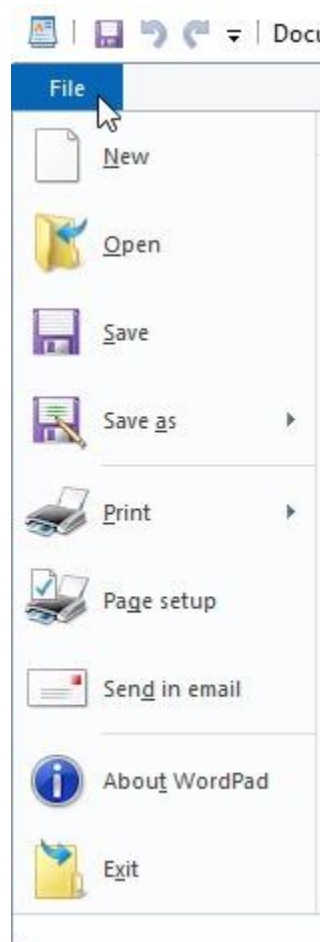 Docu
File
New
Open
Save
Save as
Print
Page setup
Send in email
About WordPad
Exit